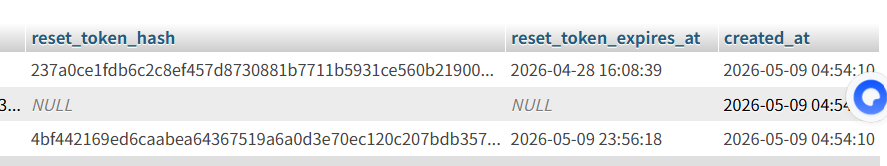 reset_token_hash reset_token_expires_at created_at
237a0ce1fdb6c2c8ef457d8730881b7711b5931ce560b21900... 2026-04-28 16:08:39 2026-05-09 04:54:10
3... NULL NULL 2026-05-09 04:54
4bf442169ed6caabea64367519a6a0d3e70ec120c207bdb357... 2026-05-09 23:56:18 2026-05-09 04:54:10